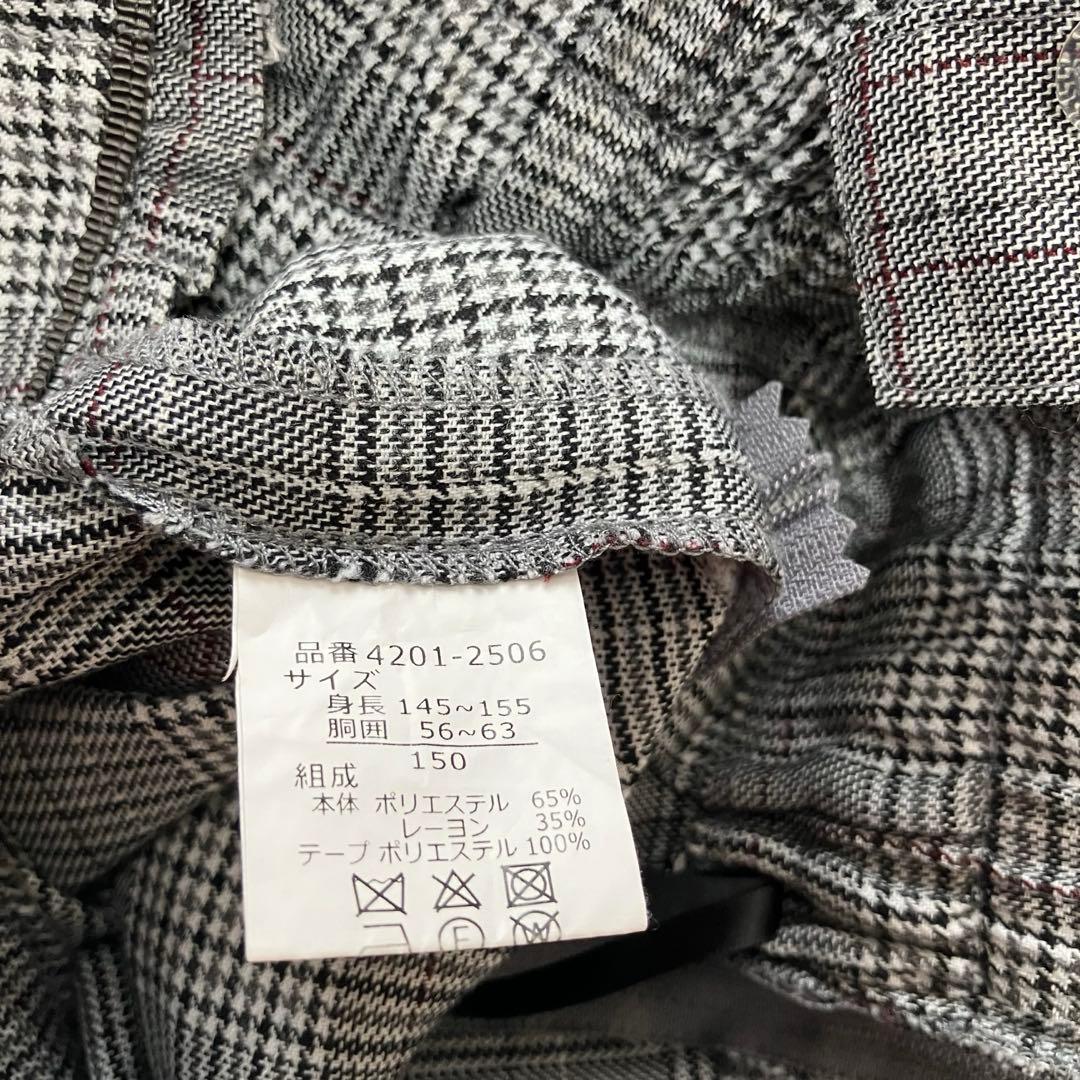 品番 4201-2506
サイズ
身長 145~155
胴囲 56~63
150
組成
本体 ポリエステル 65%
レーヨン 35%
テープ ポリエステル 100%
F
W